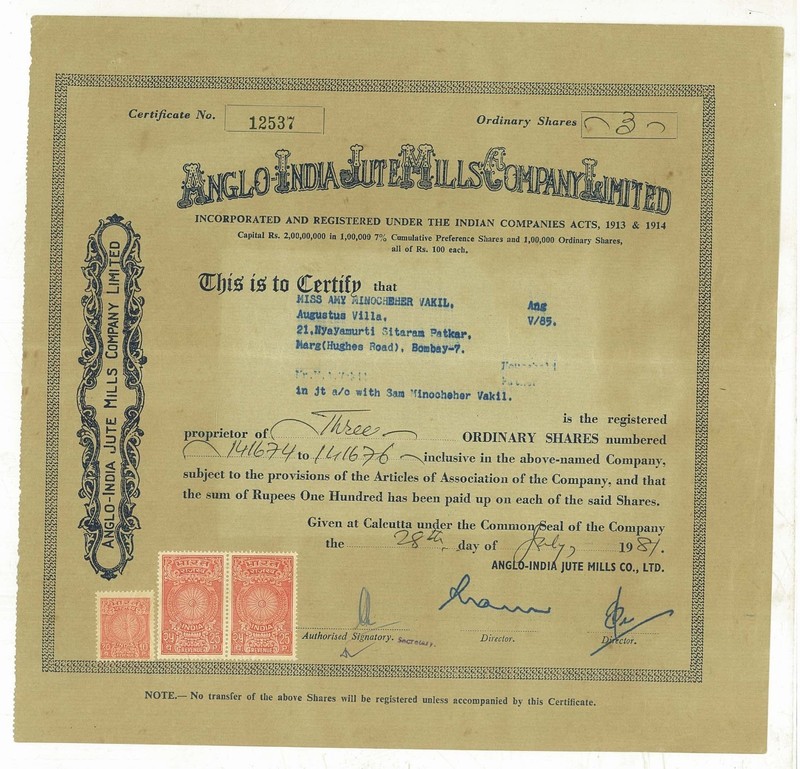 Certificate No. 12537
Ordinary Shares 3
ANGLO-INDIA JUTE MILLS COMPANY LIMITED
INCORPORATED AND REGISTERED UNDER THE INDIAN COMPANIES ACTS, 1913 & 1914
Capital Rs. 2,00,00,000 in 1,00,000 7% Cumulative Preference Shares and 1,00,000 Ordinary Shares,
all of Rs. 100 each.
This is to Certify that
MISS AMY MINOCHEHER VAKIL, Ang
Augustus Villa, V/85.
21,Nyayamurti Sitaram Patkar,
Marg(Hughes Road), Bombay-7.
in jt a/c with Sam Minocheher Vakil.
is the registered
proprietor of Three ORDINARY SHARES numbered
141674 to 141676 inclusive in the above-named Company,
subject to the provisions of the Articles of Association of the Company, and that
the sum of Rupees One Hundred has been paid up on each of the said Shares.
Given at Calcutta under the Common Seal of the Company
the 28th day of July, 1981.
ANGLO-INDIA JUTE MILLS CO., LTD.
Authorised Signatory. Secretary.
Director.
Director.
ANGLO-INDIA JUTE MILLS COMPANY LIMITED
भारत
INDIA
25
REVENUE
भारत
INDIA
25
REVENUE
NOTE.— No transfer of the above Shares will be registered unless accompanied by this Certificate.